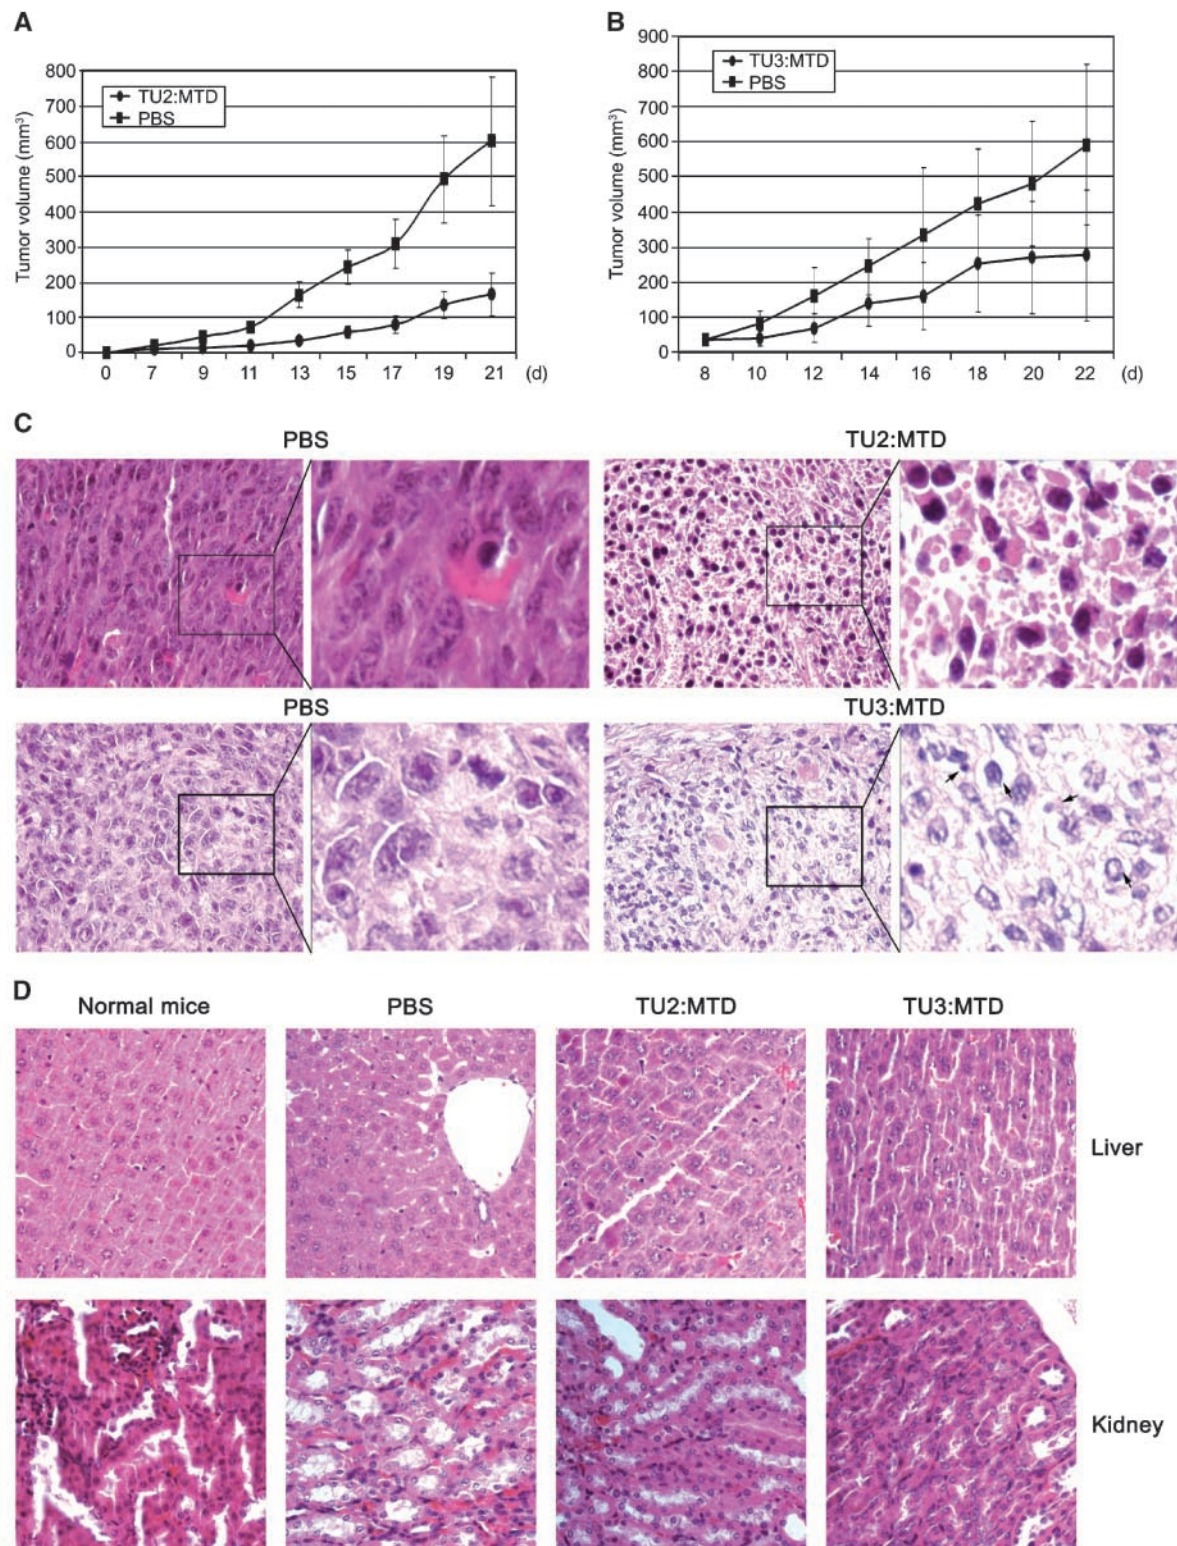 A
Tumor volume (mm³)
800
700
600
500
400
300
200
100
0
TU2:MTD
PBS
0 7 9 11 13 15 17 19 21 (d)
B
Tumor volume (mm³)
900
800
700
600
500
400
300
200
100
0
TU3:MTD
PBS
8 10 12 14 16 18 20 22 (d)
C
PBS TU2:MTD
PBS TU3:MTD
D
Normal mice PBS TU2:MTD TU3:MTD
Liver
Kidney